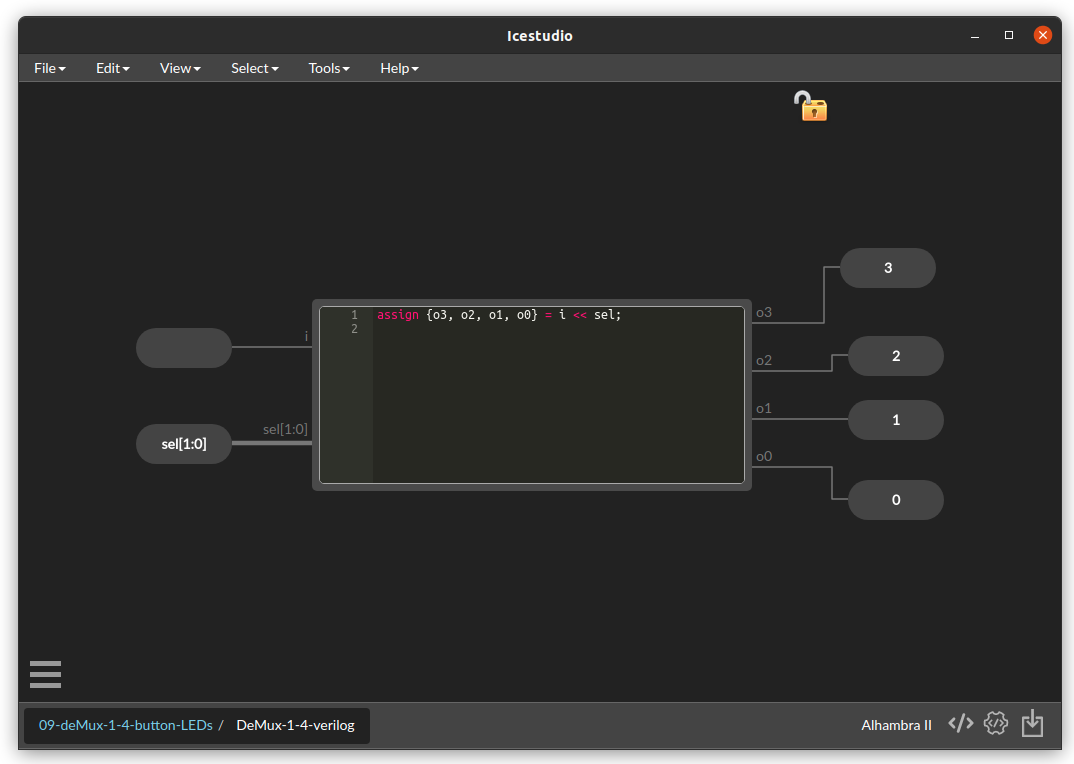 Icestudio
File Edit View Select Tools Help
3
o3
1 assign {o3, o2, o1, o0} = i << sel;
2
i
o2
2
o1
1
sel[1:0]
sel[1:0]
o0
0
09-deMux-1-4-button-LEDs / DeMux-1-4-verilog
Alhambra II </>